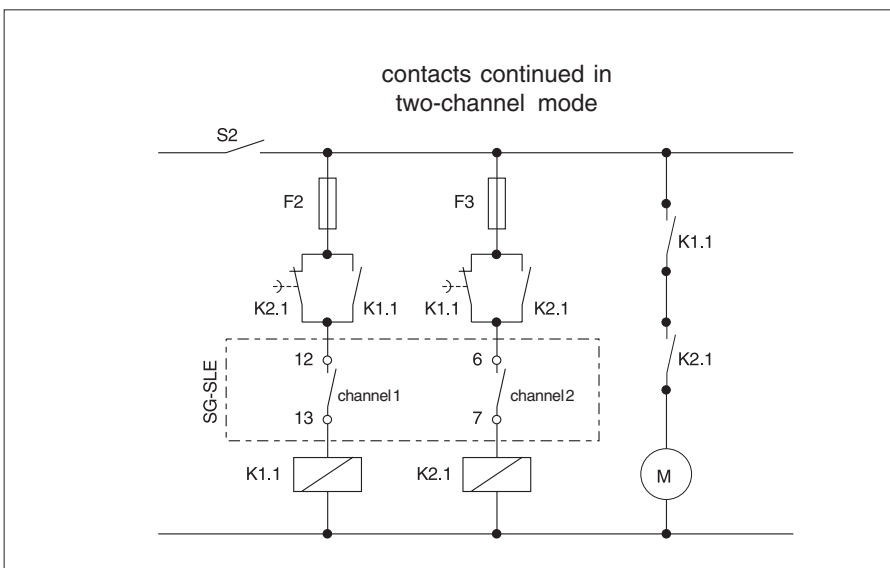 contacts continued in
two-channel mode
S2
F2
F3
K1.1
K2.1
K1.1
K1.1
K2.1
K2.1
SG-SLE
12
channel1
13
6
channel2
7
K1.1
K2.1
M